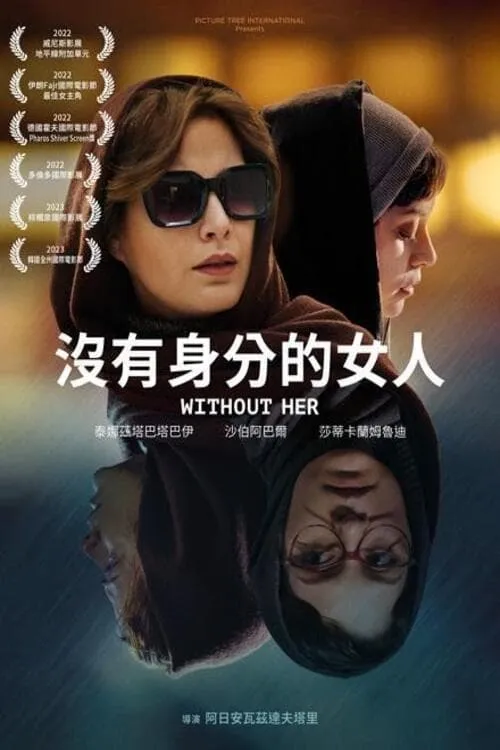 PICTURE TREE INTERNATIONAL
Presents
2022
威尼斯影展
地平線附加單元
2022
伊朗Fajr國際電影節
最佳女主角
2022
德國霍夫國際電影節
Pharos Shiver Screen獎
2022
多倫多國際影展
2023
棕櫚泉國際影展
2023
韓國全州國際電影節
沒有身分的女人
WITHOUT HER
泰娜茲塔巴塔巴伊 沙伯阿巴爾 莎蒂卡蘭姆魯迪
導演 阿日安瓦茲達夫塔里